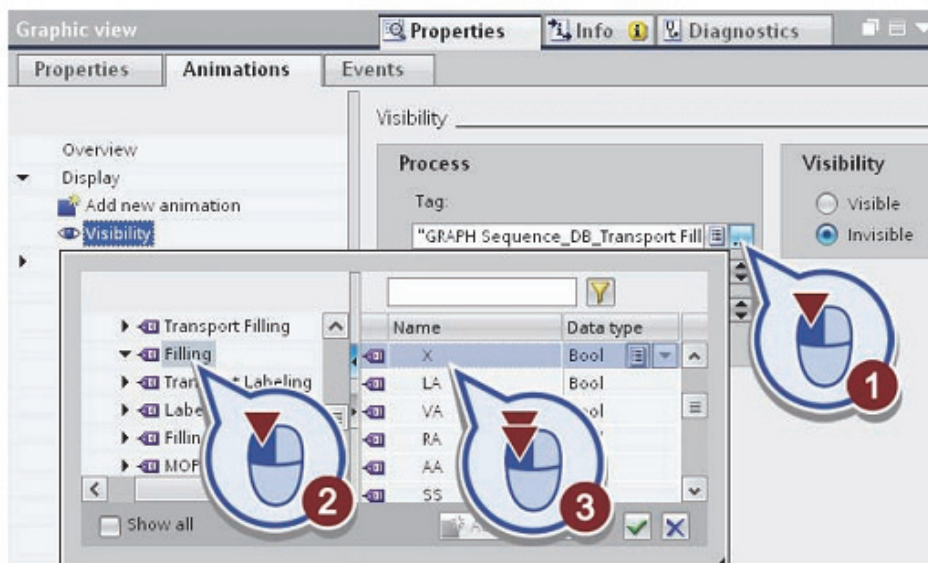 Graphic view
Properties Info Diagnostics
Properties Animations Events
Visibility
Overview
Display
Add new animation
Visibility
Process
Tag:
"GRAPH Sequence_DB_Transport Fill
...
Visibility
Visible
Invisible
1
Transport Filling
Filling
Labeling
MOP
Show all
2
Name Data type
X Bool
LA Bool
VA
RA
AA
SS
3